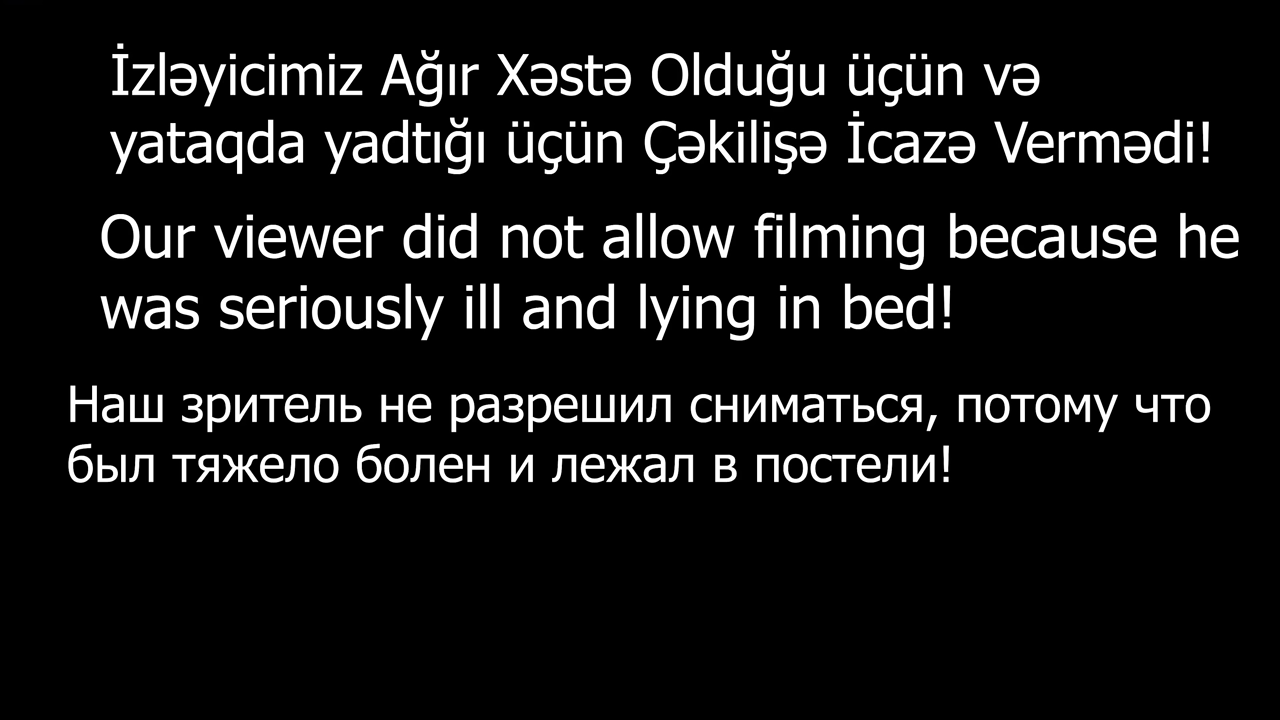 İzləyicimiz Ağır Xəstə Olduğu üçün və
yataqda yadtığı üçün Çəkilişə İcazə Vermədi!
Our viewer did not allow filming because he
was seriously ill and lying in bed!
Наш зритель не разрешил сниматься, потому что
был тяжело болен и лежал в постели!